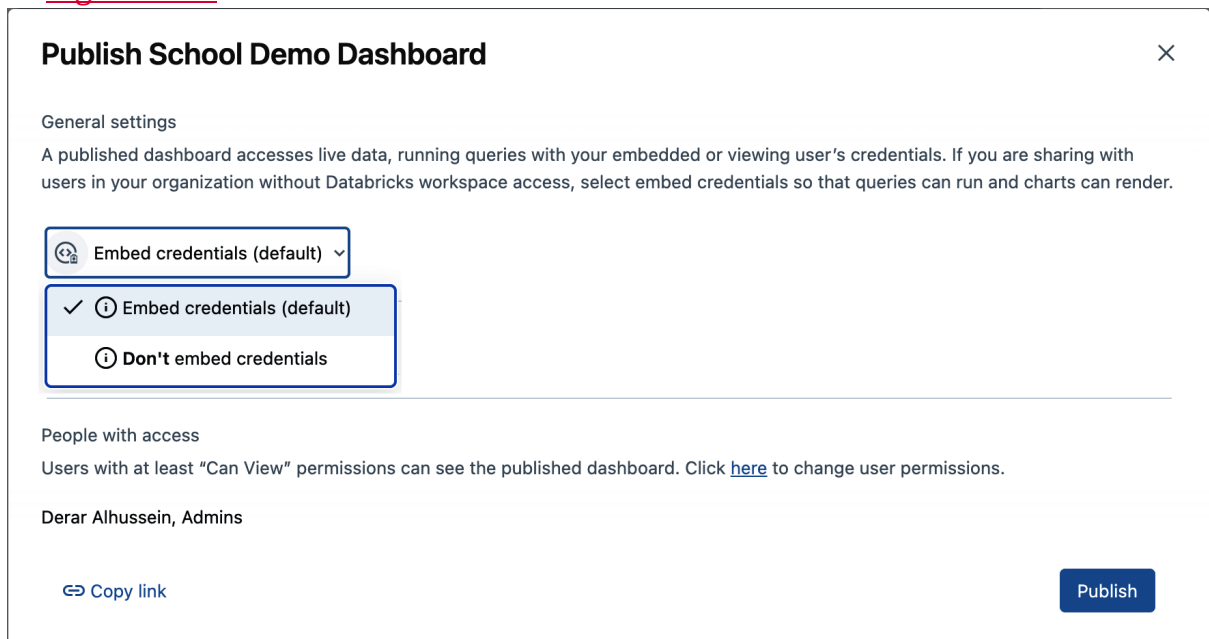 Publish School Demo Dashboard
General settings
A published dashboard accesses live data, running queries with your embedded or viewing user's credentials. If you are sharing with
users in your organization without Databricks workspace access, select embed credentials so that queries can run and charts can render.
Embed credentials (default)
Embed credentials (default)
Don't embed credentials
People with access
Users with at least “Can View” permissions can see the published dashboard. Click here to change user permissions.
Derar Alhussein, Admins
Copy link
Publish